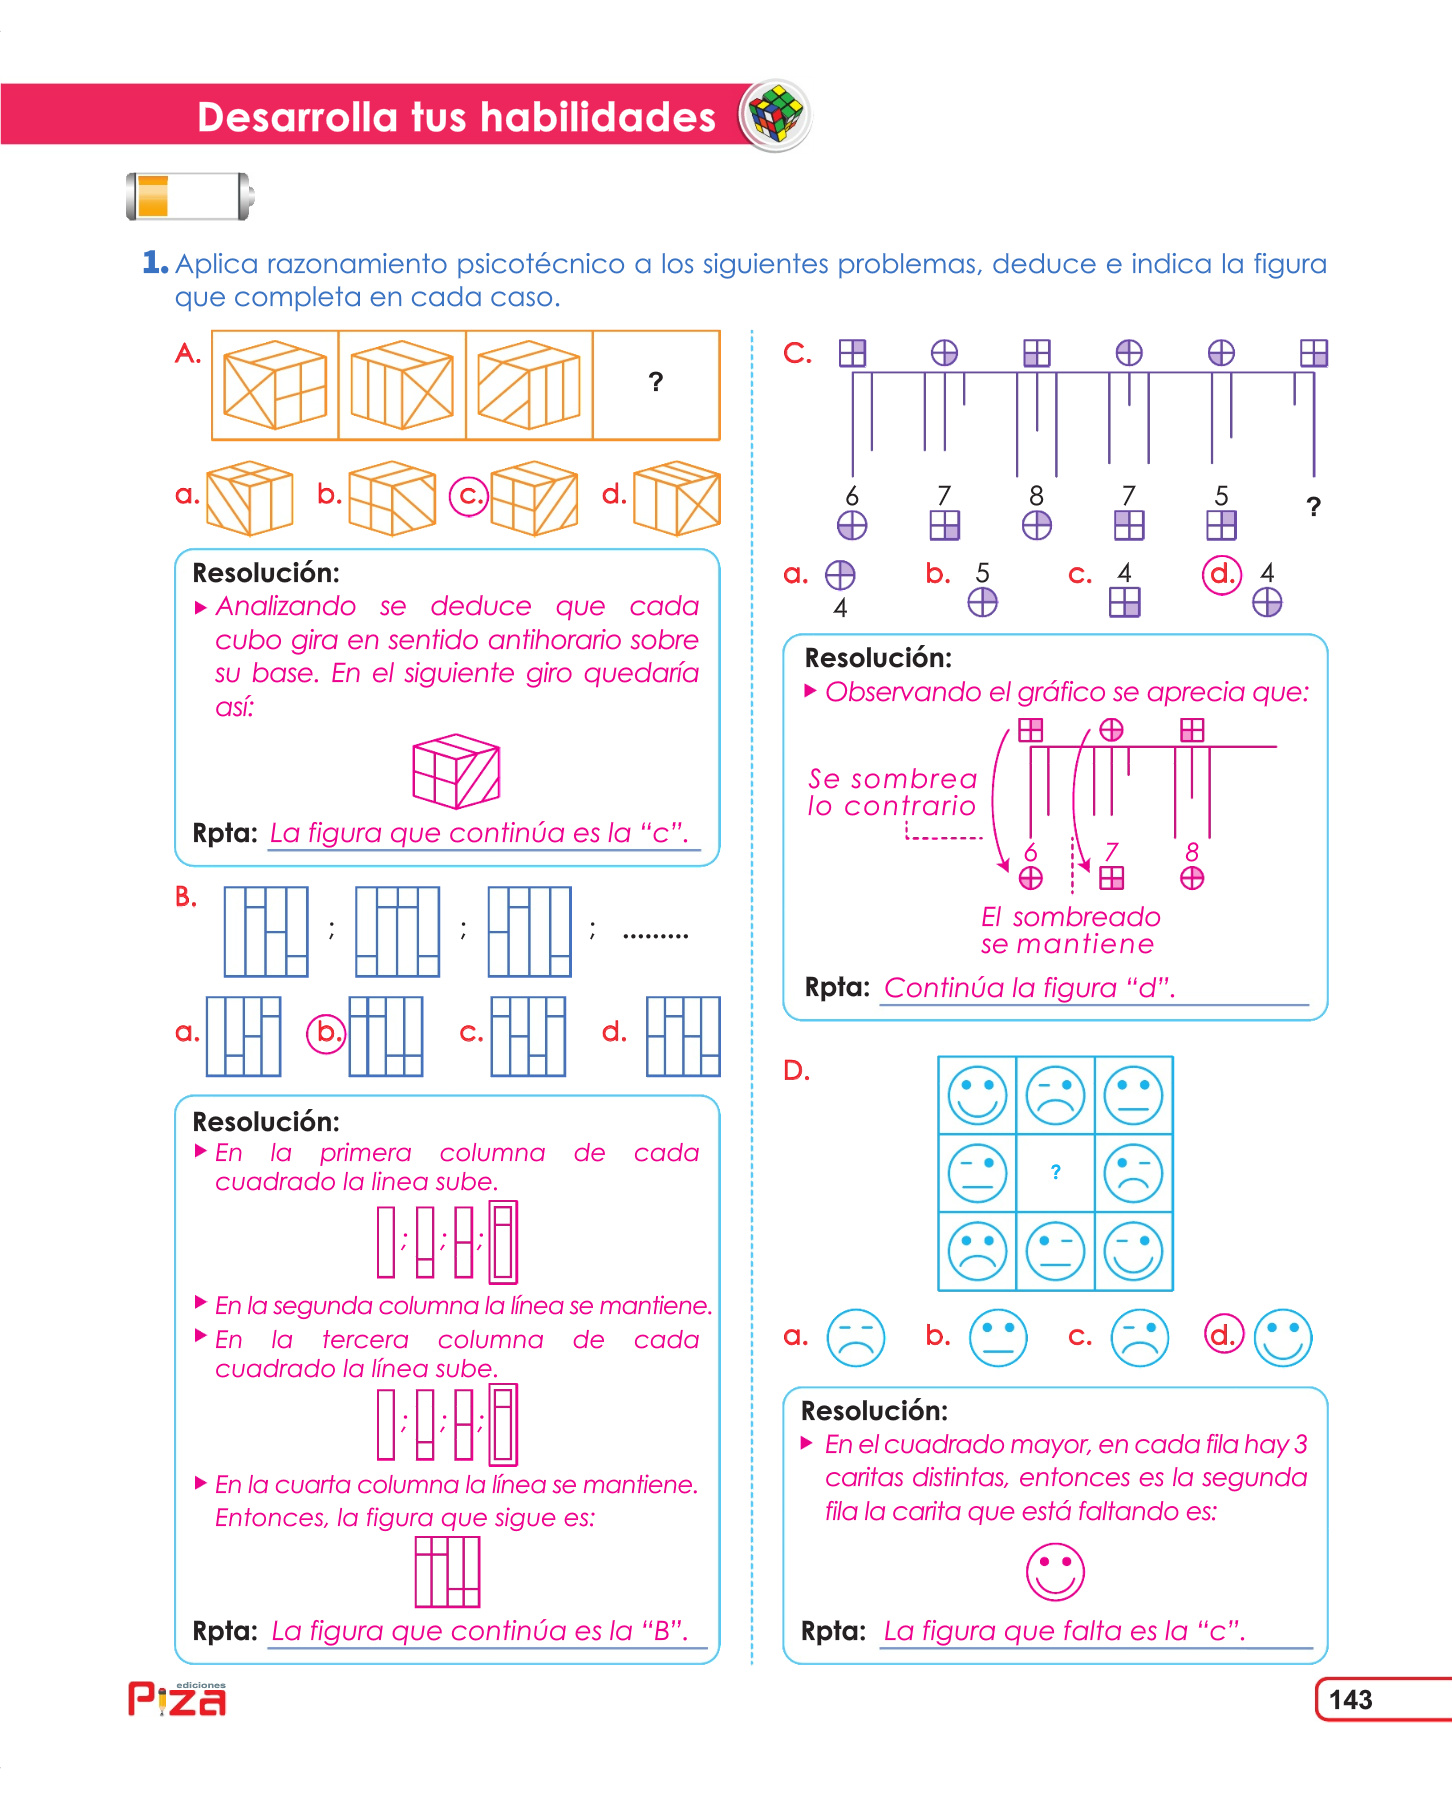 Desarrolla tus habilidades
1. Aplica razonamiento psicotécnico a los siguientes problemas, deduce e indica la figura
que completa en cada caso.
A.
?
a. b. c. d.
Resolución:
Analizando se deduce que cada
cubo gira en sentido antihorario sobre
su base. En el siguiente giro quedaría
así:
Rpta: La figura que continúa es la “c”.
B.
; ; ; .........
a. b. c. d.
Resolución:
En la primera columna de cada
cuadrado la linea sube.
; ; ;
En la segunda columna la línea se mantiene.
En la tercera columna de cada
cuadrado la línea sube.
; ; ;
En la cuarta columna la línea se mantiene.
Entonces, la figura que sigue es:
Rpta: La figura que continúa es la “B”.
C.
6 7 8 7 5 ?
a. 4
b. 5
c. 4
d. 4
Resolución:
Observando el gráfico se aprecia que:
Se sombrea
lo contrario
6 7 8
El sombreado
se mantiene
Rpta: Continúa la figura “d”.
D.
?
a. b. c. d.
Resolución:
En el cuadrado mayor, en cada fila hay 3
caritas distintas, entonces es la segunda
fila la carita que está faltando es:
Rpta: La figura que falta es la “c”.
ediciones
Piza
143